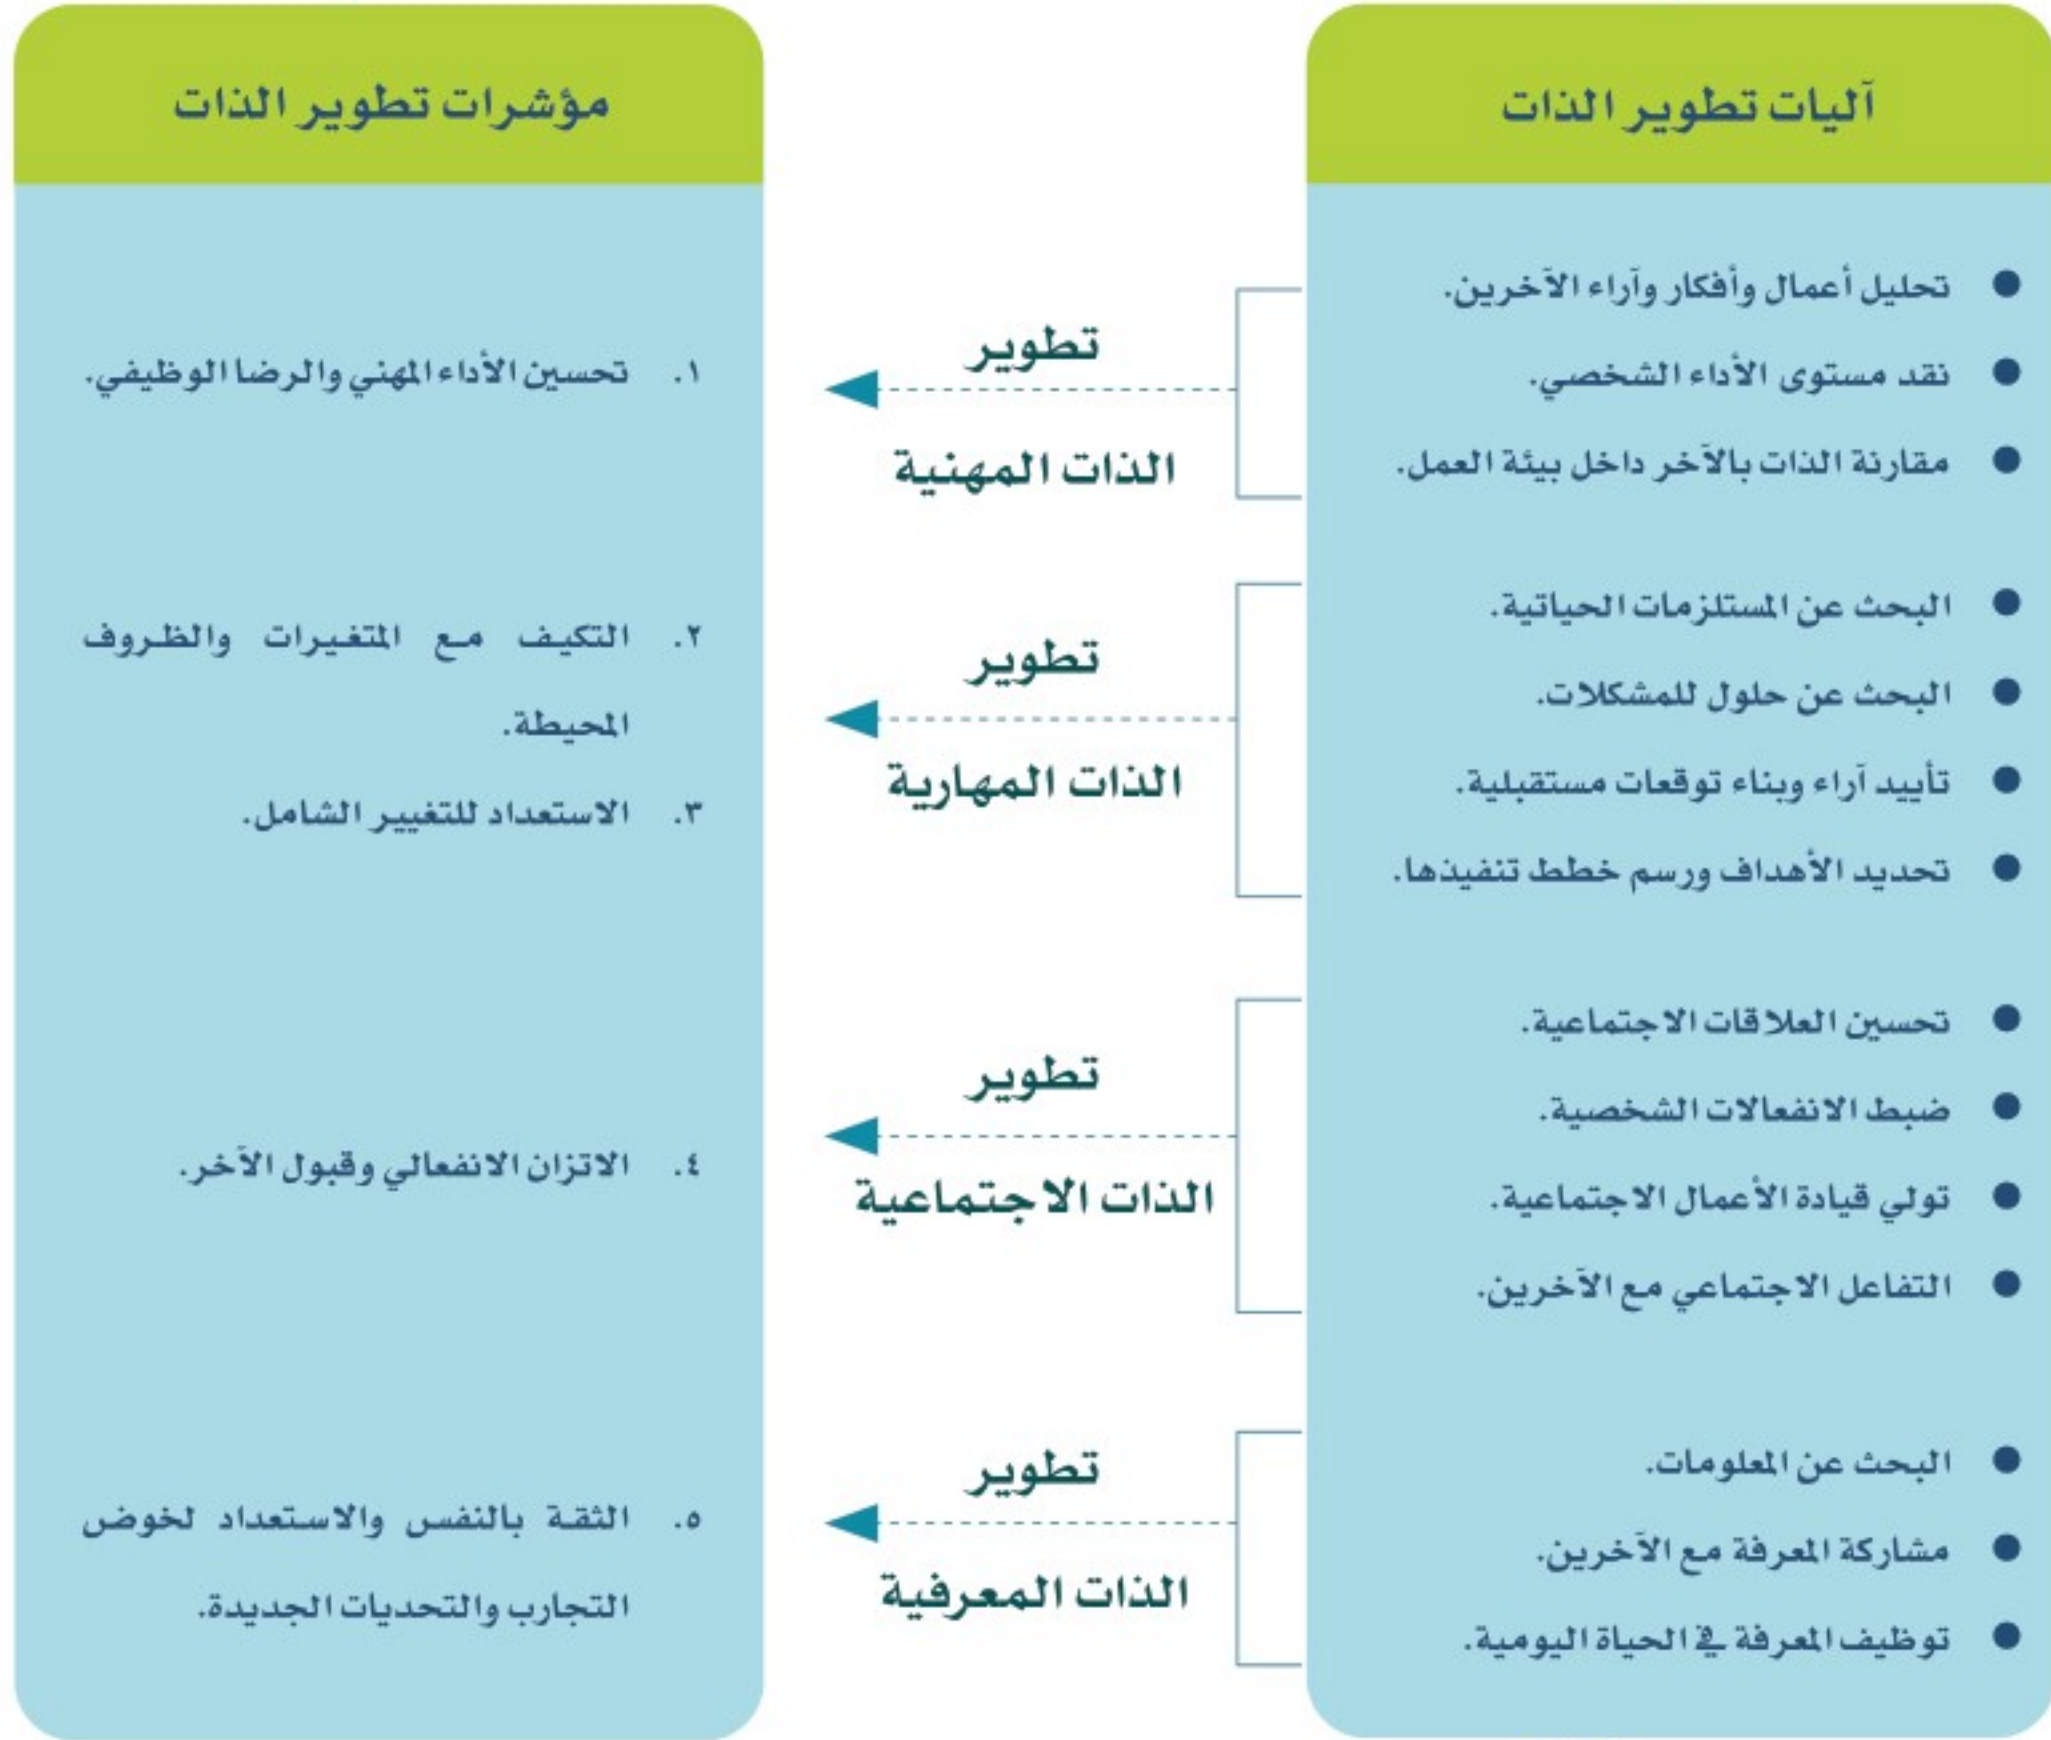 آليات تطوير الذات
● تحليل أعمال وأفكار وآراء الآخرين.
● نقد مستوى الأداء الشخصي.
● مقارنة الذات بالآخر داخل بيئة العمل.
● البحث عن المستلزمات الحياتية.
● البحث عن حلول للمشكلات.
● تأييد آراء وبناء توقعات مستقبلية.
● تحديد الأهداف ورسم خطط تنفيذها.
● تحسين العلاقات الاجتماعية.
● ضبط الانفعالات الشخصية.
● تولي قيادة الأعمال الاجتماعية.
● التفاعل الاجتماعي مع الآخرين.
● البحث عن المعلومات.
● مشاركة المعرفة مع الآخرين.
● توظيف المعرفة في الحياة اليومية.
تطوير
الذات المهنية
تطوير
الذات المهارية
تطوير
الذات الاجتماعية
تطوير
الذات المعرفية
مؤشرات تطوير الذات
١. تحسين الأداء المهني والرضا الوظيفي.
٢. التكيف مع المتغيرات والظروف
المحيطة.
٣. الاستعداد للتغيير الشامل.
٤. الاتزان الانفعالي وقبول الآخر.
٥. الثقة بالنفس والاستعداد لخوض
التجارب والتحديات الجديدة.